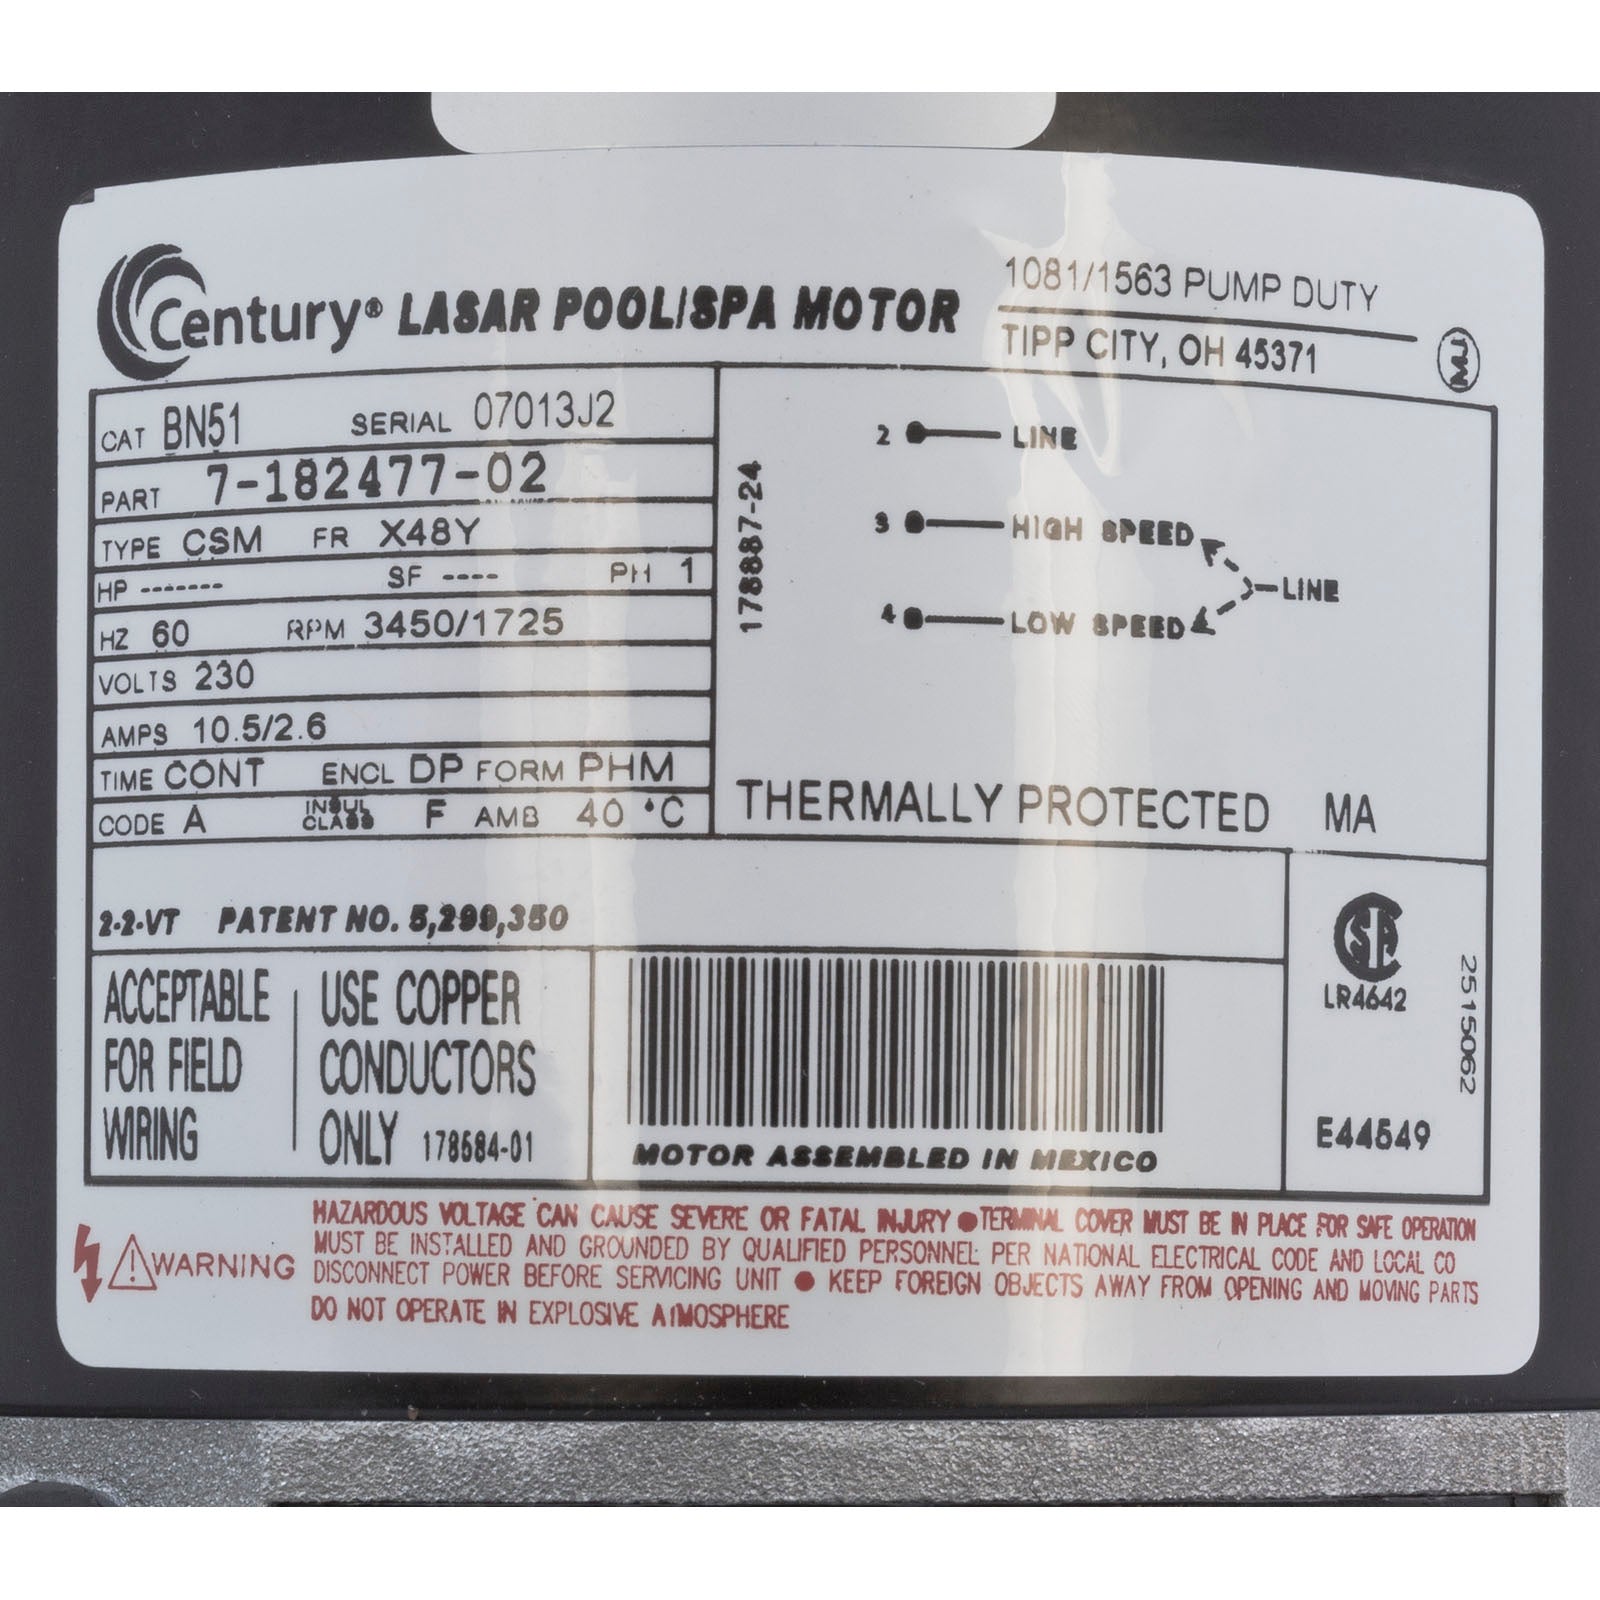 Century® LASAR POOL/SPA MOTOR
1081/1563 PUMP DUTY
TIPP CITY, OH 45371
CAT BN51 SERIAL 07013J2
PART 7-182477-02
TYPE CSM FR X48Y
HP ------- SF ---- PH 1
HZ 60 RPM 3450/1725
VOLTS 230
AMPS 10.5/2.6
TIME CONT ENCL DP FORM PHM
CODE A INSUL CLASS F AMB 40 °C
178887-24
2 LINE
3 HIGH SPEED
LINE
4 LOW SPEED
THERMALLY PROTECTED MA
2-2-VT PATENT NO. 5,299,350
ACCEPTABLE
FOR FIELD
WIRING
USE COPPER
CONDUCTORS
ONLY 178584-01
MOTOR ASSEMBLED IN MEXICO
LR4642
E44549
2515062
WARNING
HAZARDOUS VOLTAGE CAN CAUSE SEVERE OR FATAL INJURY ● TERMINAL COVER MUST BE IN PLACE FOR SAFE OPERATION
MUST BE INSTALLED AND GROUNDED BY QUALIFIED PERSONNEL PER NATIONAL ELECTRICAL CODE AND LOCAL CO
DISCONNECT POWER BEFORE SERVICING UNIT ● KEEP FOREIGN OBJECTS AWAY FROM OPENING AND MOVING PARTS
DO NOT OPERATE IN EXPLOSIVE ATMOSPHERE